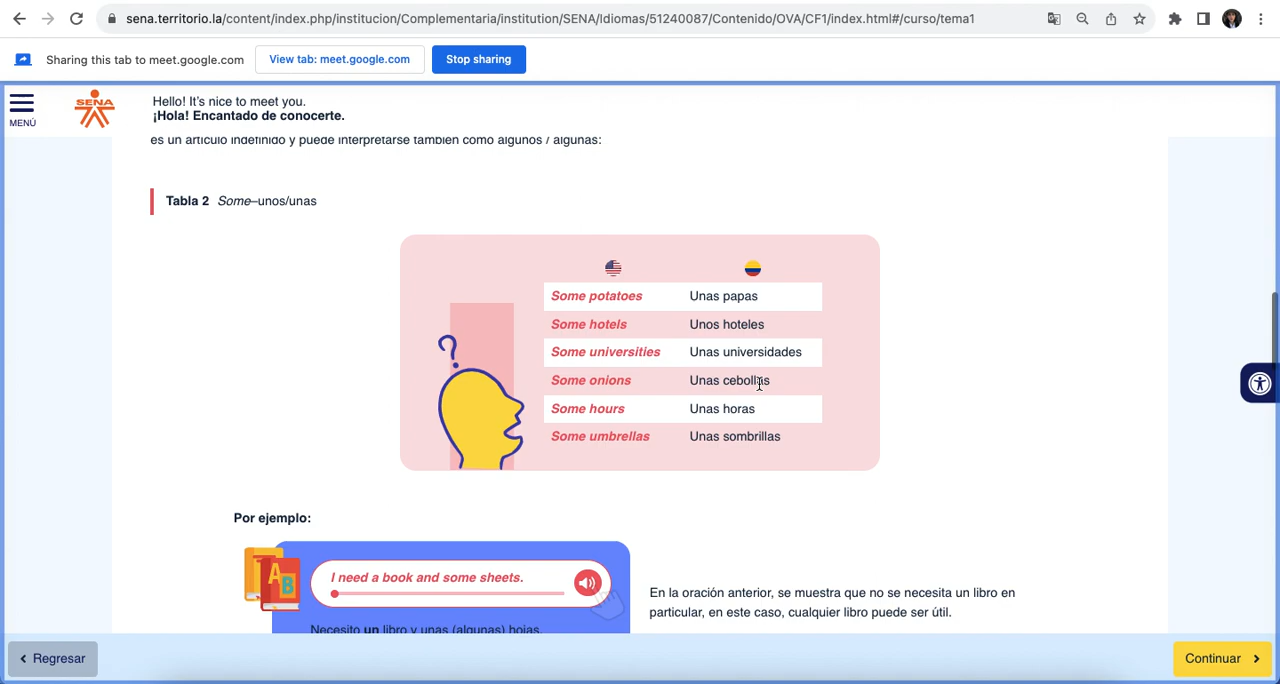 sena.territorio.la/content/index.php/institucion/Complementaria/institution/SENA/Idiomas/51240087/Contenido/OVA/CF1/index.html#/curso/tema1
Sharing this tab to meet.google.com
View tab: meet.google.com
Stop sharing
MENÚ
SENA
Hello! It's nice to meet you.
¡Hola! Encantado de conocerte.
es un artículo indefinido y puede interpretarse también como algunos / algunas:
Tabla 2 Some–unos/unas
Some potatoes Unas papas
Some hotels Unos hoteles
Some universities Unas universidades
Some onions Unas cebollas
Some hours Unas horas
Some umbrellas Unas sombrillas
Por ejemplo:
A B
I need a book and some sheets.
Necesito un libro y unas (algunas) hojas.
En la oración anterior, se muestra que no se necesita un libro en
particular, en este caso, cualquier libro puede ser útil.
Regresar
Continuar